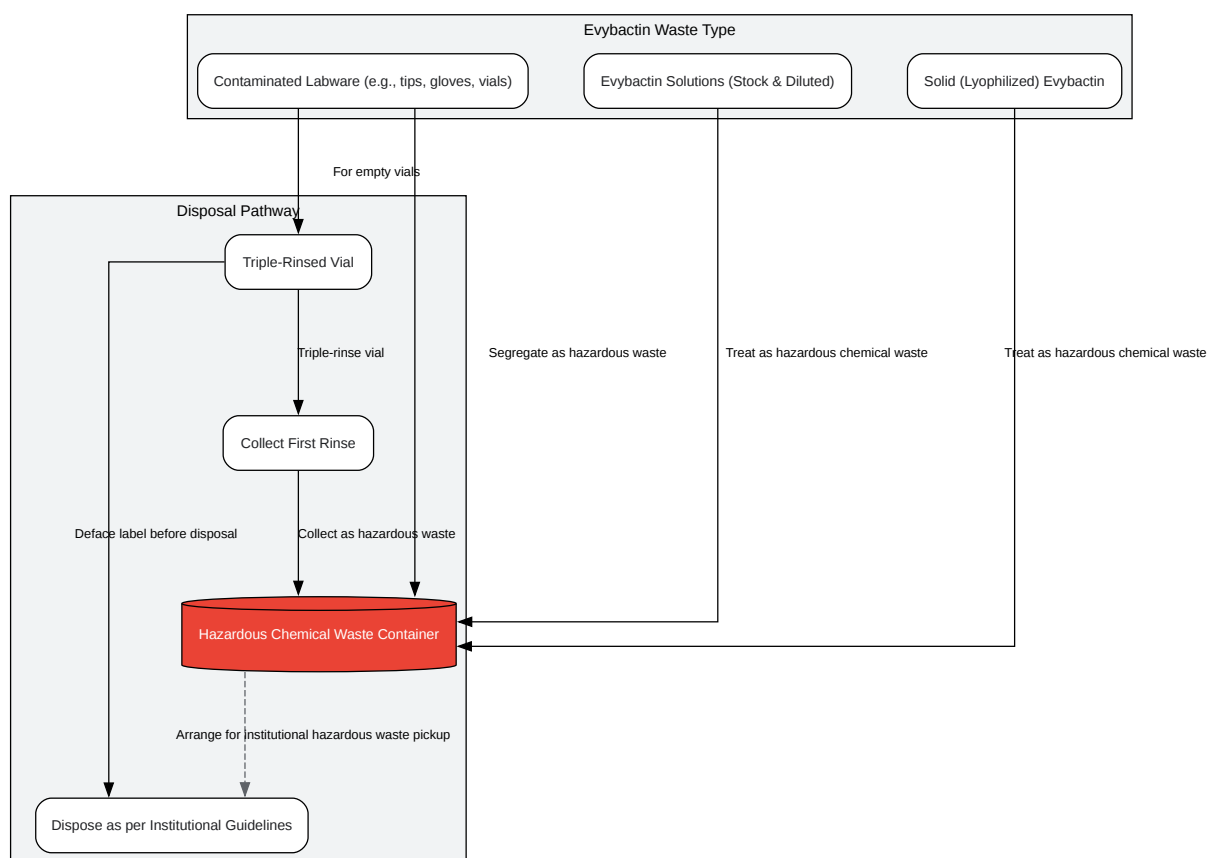 Evybactin Waste Type
Contaminated Labware (e.g., tips, gloves, vials)
Evybactin Solutions (Stock & Diluted)
Solid (Lyophilized) Evybactin
For empty vials
Disposal Pathway
Triple-Rinsed Vial
Triple-rinse vial
Segregate as hazardous waste
Treat as hazardous chemical waste
Treat as hazardous chemical waste
Collect First Rinse
Deface label before disposal
Collect as hazardous waste
Hazardous Chemical Waste Container
Arrange for institutional hazardous waste pickup
Dispose as per Institutional Guidelines